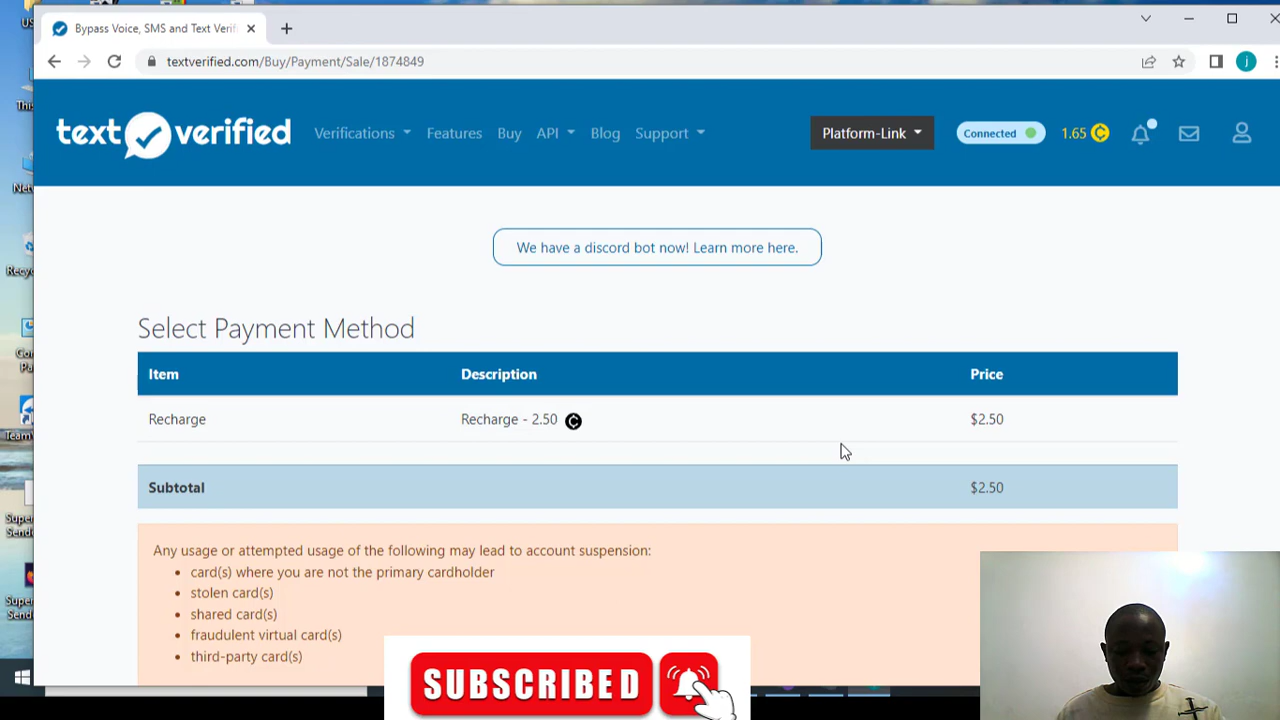 Bypass Voice, SMS and Text Verifi
textverified.com/Buy/Payment/Sale/1874849
text verified
Verifications
Features
Buy
API
Blog
Support
Platform-Link
Connected
1.65
We have a discord bot now! Learn more here.
Select Payment Method
Item Description Price
Recharge Recharge - 2.50 $2.50
Subtotal $2.50
Any usage or attempted usage of the following may lead to account suspension:
• card(s) where you are not the primary cardholder
• stolen card(s)
• shared card(s)
• fraudulent virtual card(s)
• third-party card(s)
SUBSCRIBED